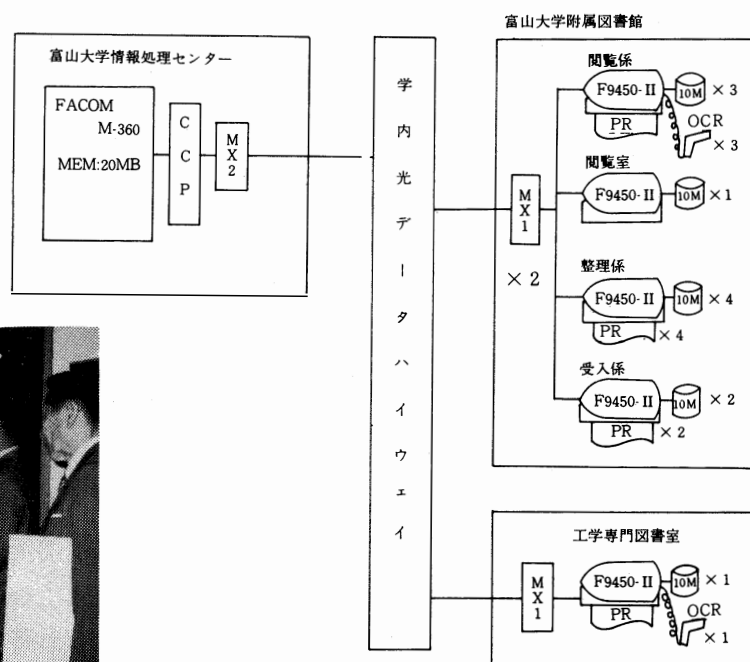 富山大学情報処理センター
FACOM
M-360
MEM:20MB
CCP
MX2
学内光データハイウェイ
富山大学附属図書館
MX1
× 2
閲覧係
F9450-II
10M
× 3
PR
OCR
× 3
閲覧室
F9450-II
10M
×1
整理係
F9450-II
10M
× 4
PR
× 4
受入係
F9450-II
10M
× 2
PR
× 2
工学専門図書室
MX1
F9450-II
10M
× 1
PR
OCR
× 1